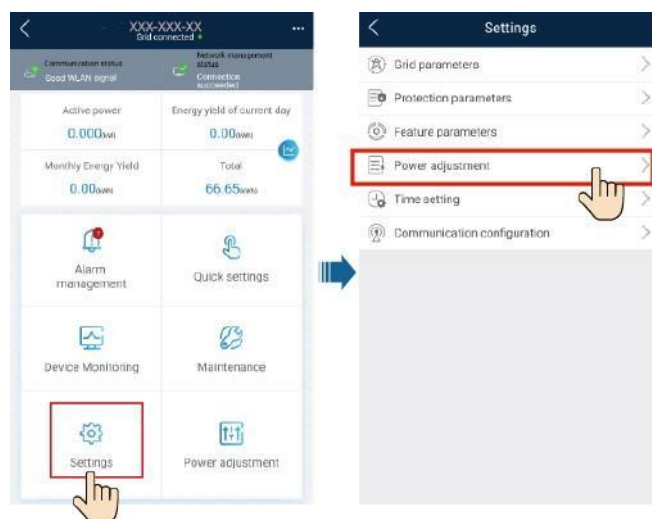 XXX-XXX-XX
Grid connected
Communication status
Good WLAN signal
Network management
status
Connection
succeeded
Active power
0.000kW
Energy yield of current day
0.00kWh
Monthly Energy Yield
0.00kWh
Total
66.65kWh
Alarm
management
Quick settings
Device Monitoring
Maintenance
Settings
Power adjustment
Settings
Grid parameters
Protection parameters
Feature parameters
Power adjustment
Time setting
Communication configuration